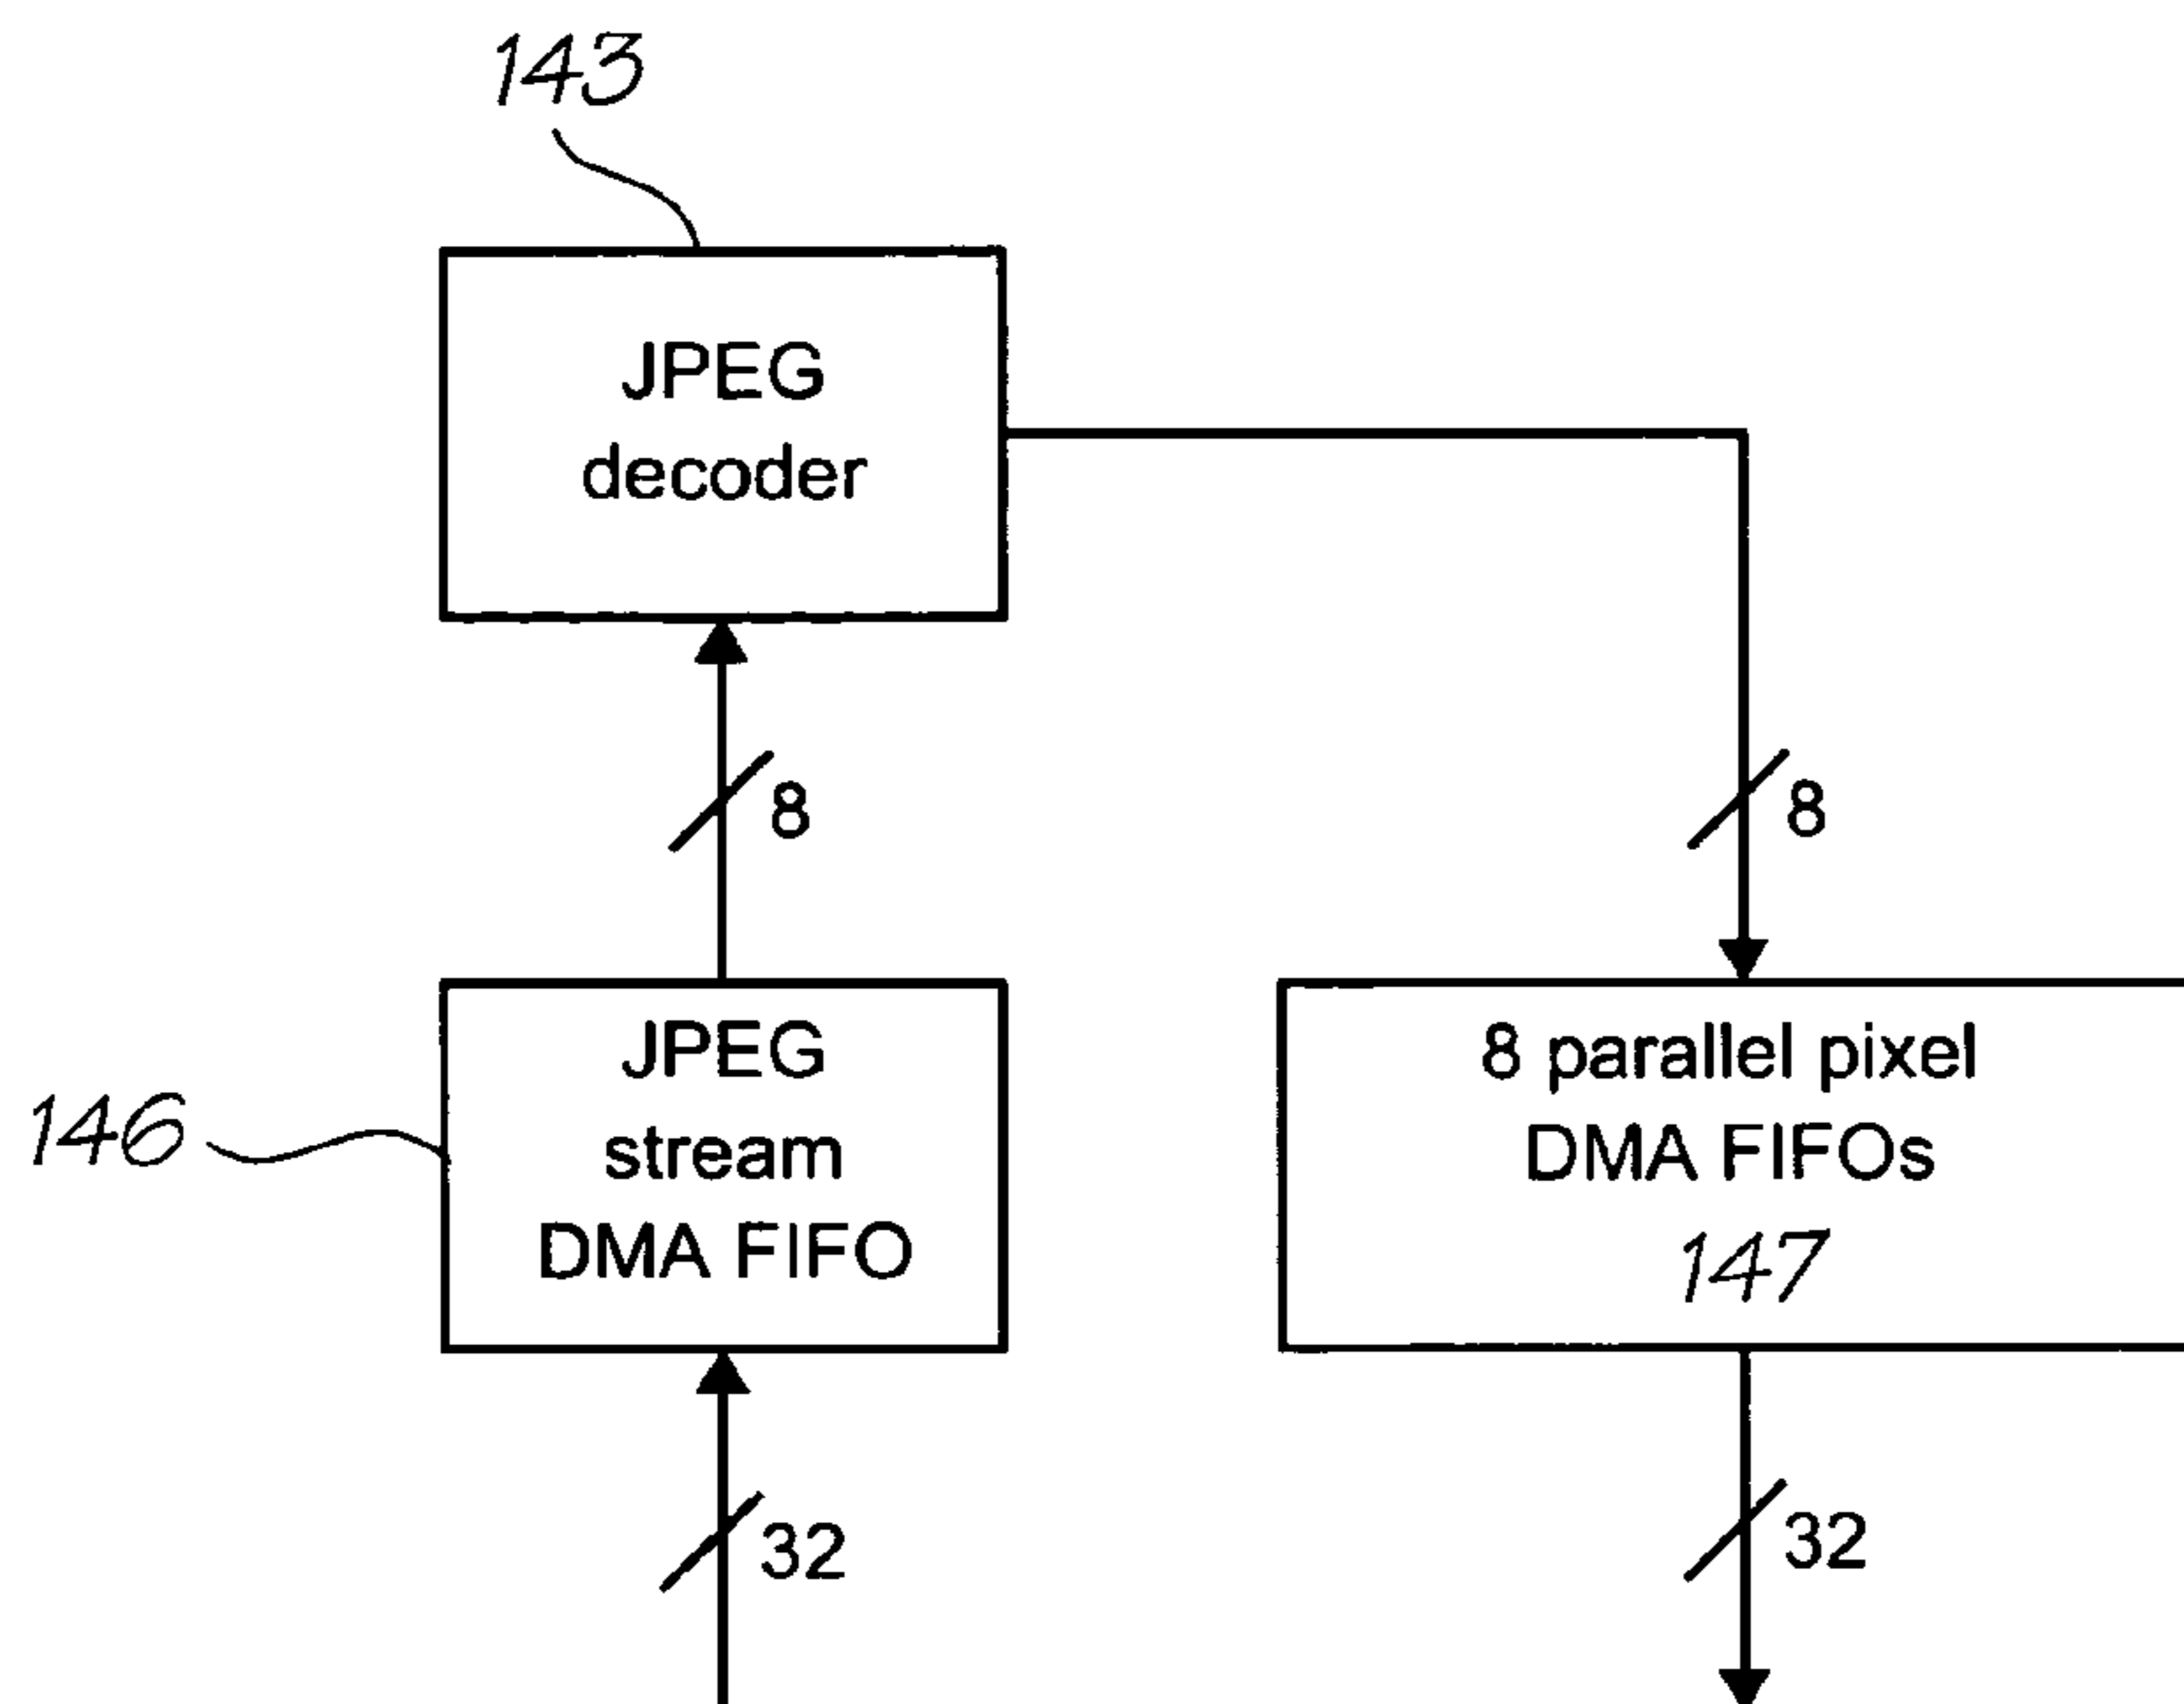 143
JPEG
decoder
8
8
146
JPEG
stream
DMA FIFO
8 parallel pixel
DMA FIFOs
147
32
32